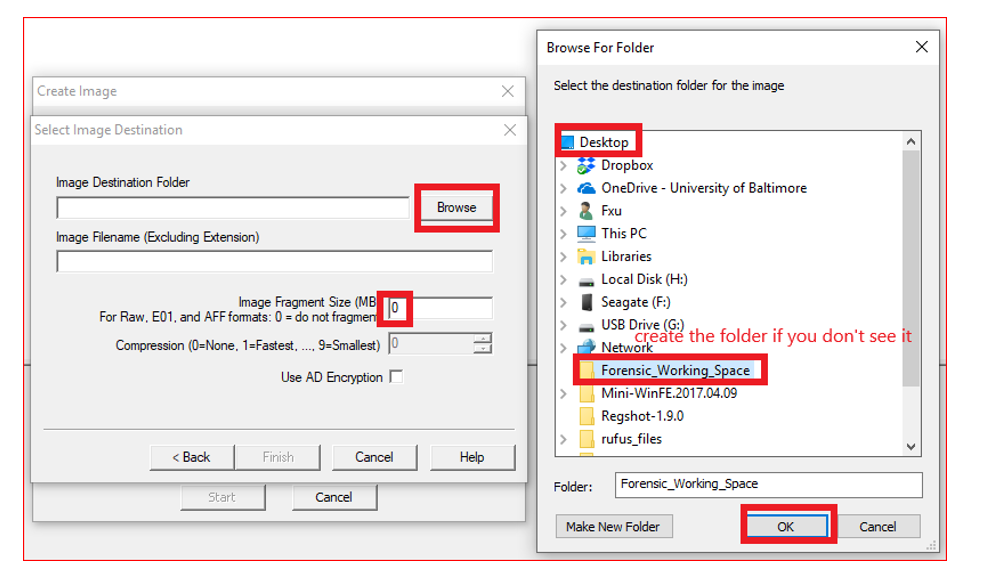 Create Image
Select Image Destination
Image Destination Folder
Browse
Image Filename (Excluding Extension)
Image Fragment Size (MB
0
For Raw, E01, and AFF formats: 0 = do not fragment
Compression (0=None, 1=Fastest, ..., 9=Smallest)
0
Use AD Encryption
< Back
Finish
Cancel
Help
Start
Cancel
Browse For Folder
Select the destination folder for the image
Desktop
Dropbox
OneDrive - University of Baltimore
Fxu
This PC
Libraries
Local Disk (H:)
Seagate (F:)
USB Drive (G:)
create the folder if you don't see it
Network
Forensic_Working_Space
Mini-WinFE.2017.04.09
Regshot-1.9.0
rufus_files
Folder:
Forensic_Working_Space
Make New Folder
OK
Cancel